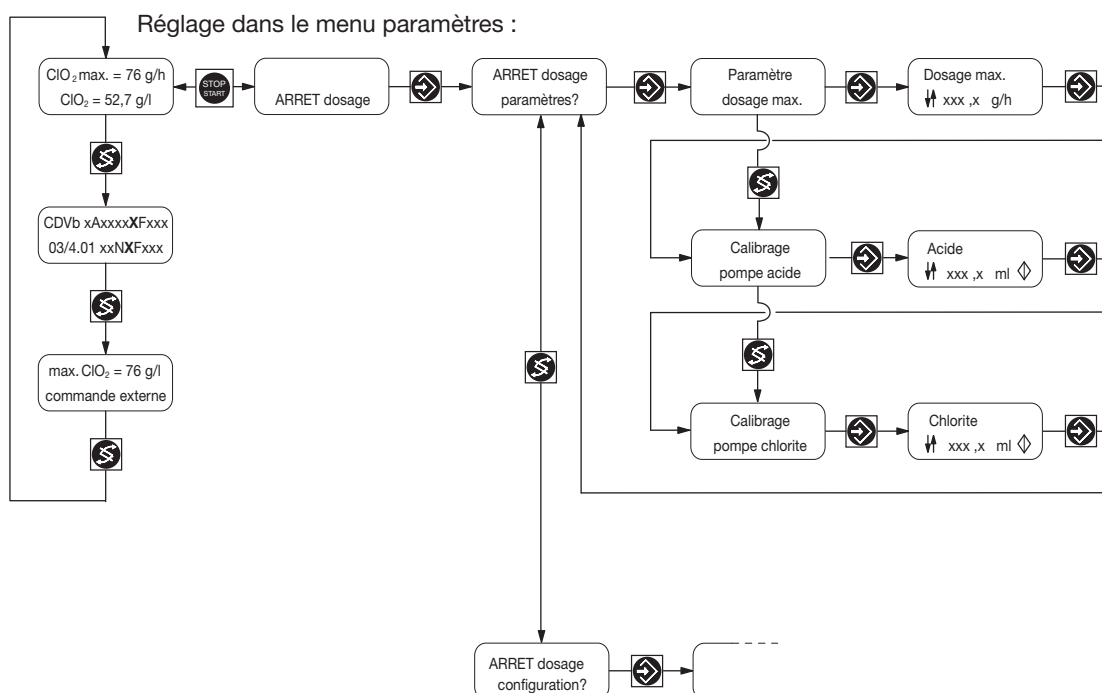 Réglage dans le menu paramètres :
ClO₂ max. = 76 g/h
ClO₂ = 52,7 g/l
STOP
START
ARRET dosage
ARRET dosage
paramètres?
Paramètre
dosage max.
Dosage max.
xxx ,x g/h
CDVb xAxxxxXFxxx
03/4.01 xxNXFxxx
Calibrage
pompe acide
Acide
xxx ,x ml
max. ClO₂ = 76 g/l
commande externe
Calibrage
pompe chlorite
Chlorite
xxx ,x ml
ARRET dosage
configuration?